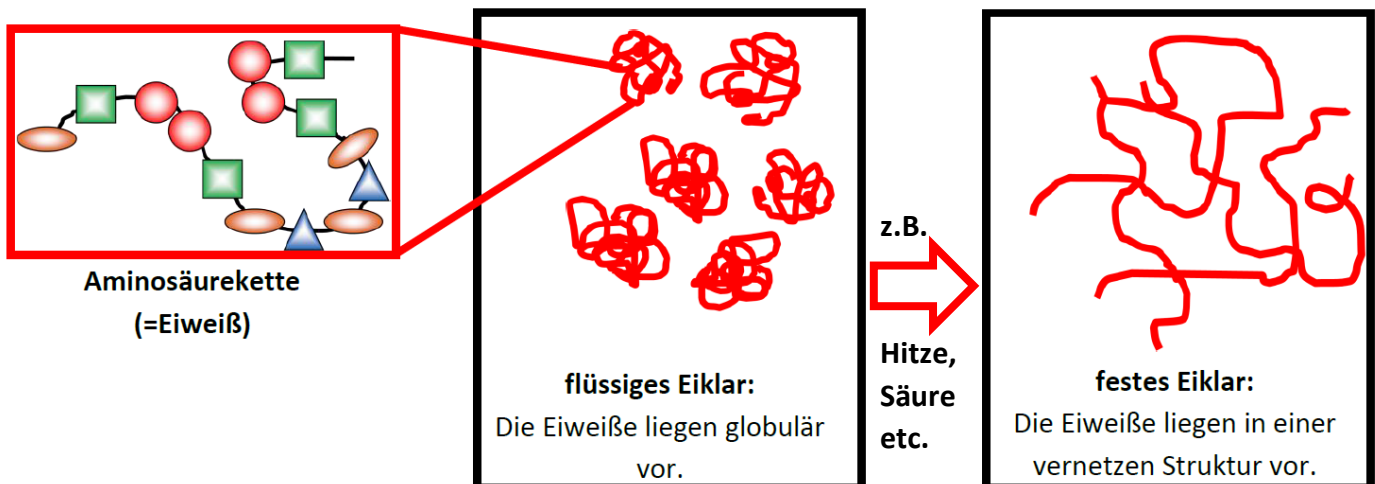 Aminosäurekette
(=Eiweiß)
flüssiges Eiklar:
Die Eiweiße liegen globulär
vor.
z.B.
Hitze,
Säure
etc.
festes Eiklar:
Die Eiweiße liegen in einer
vernetzen Struktur vor.